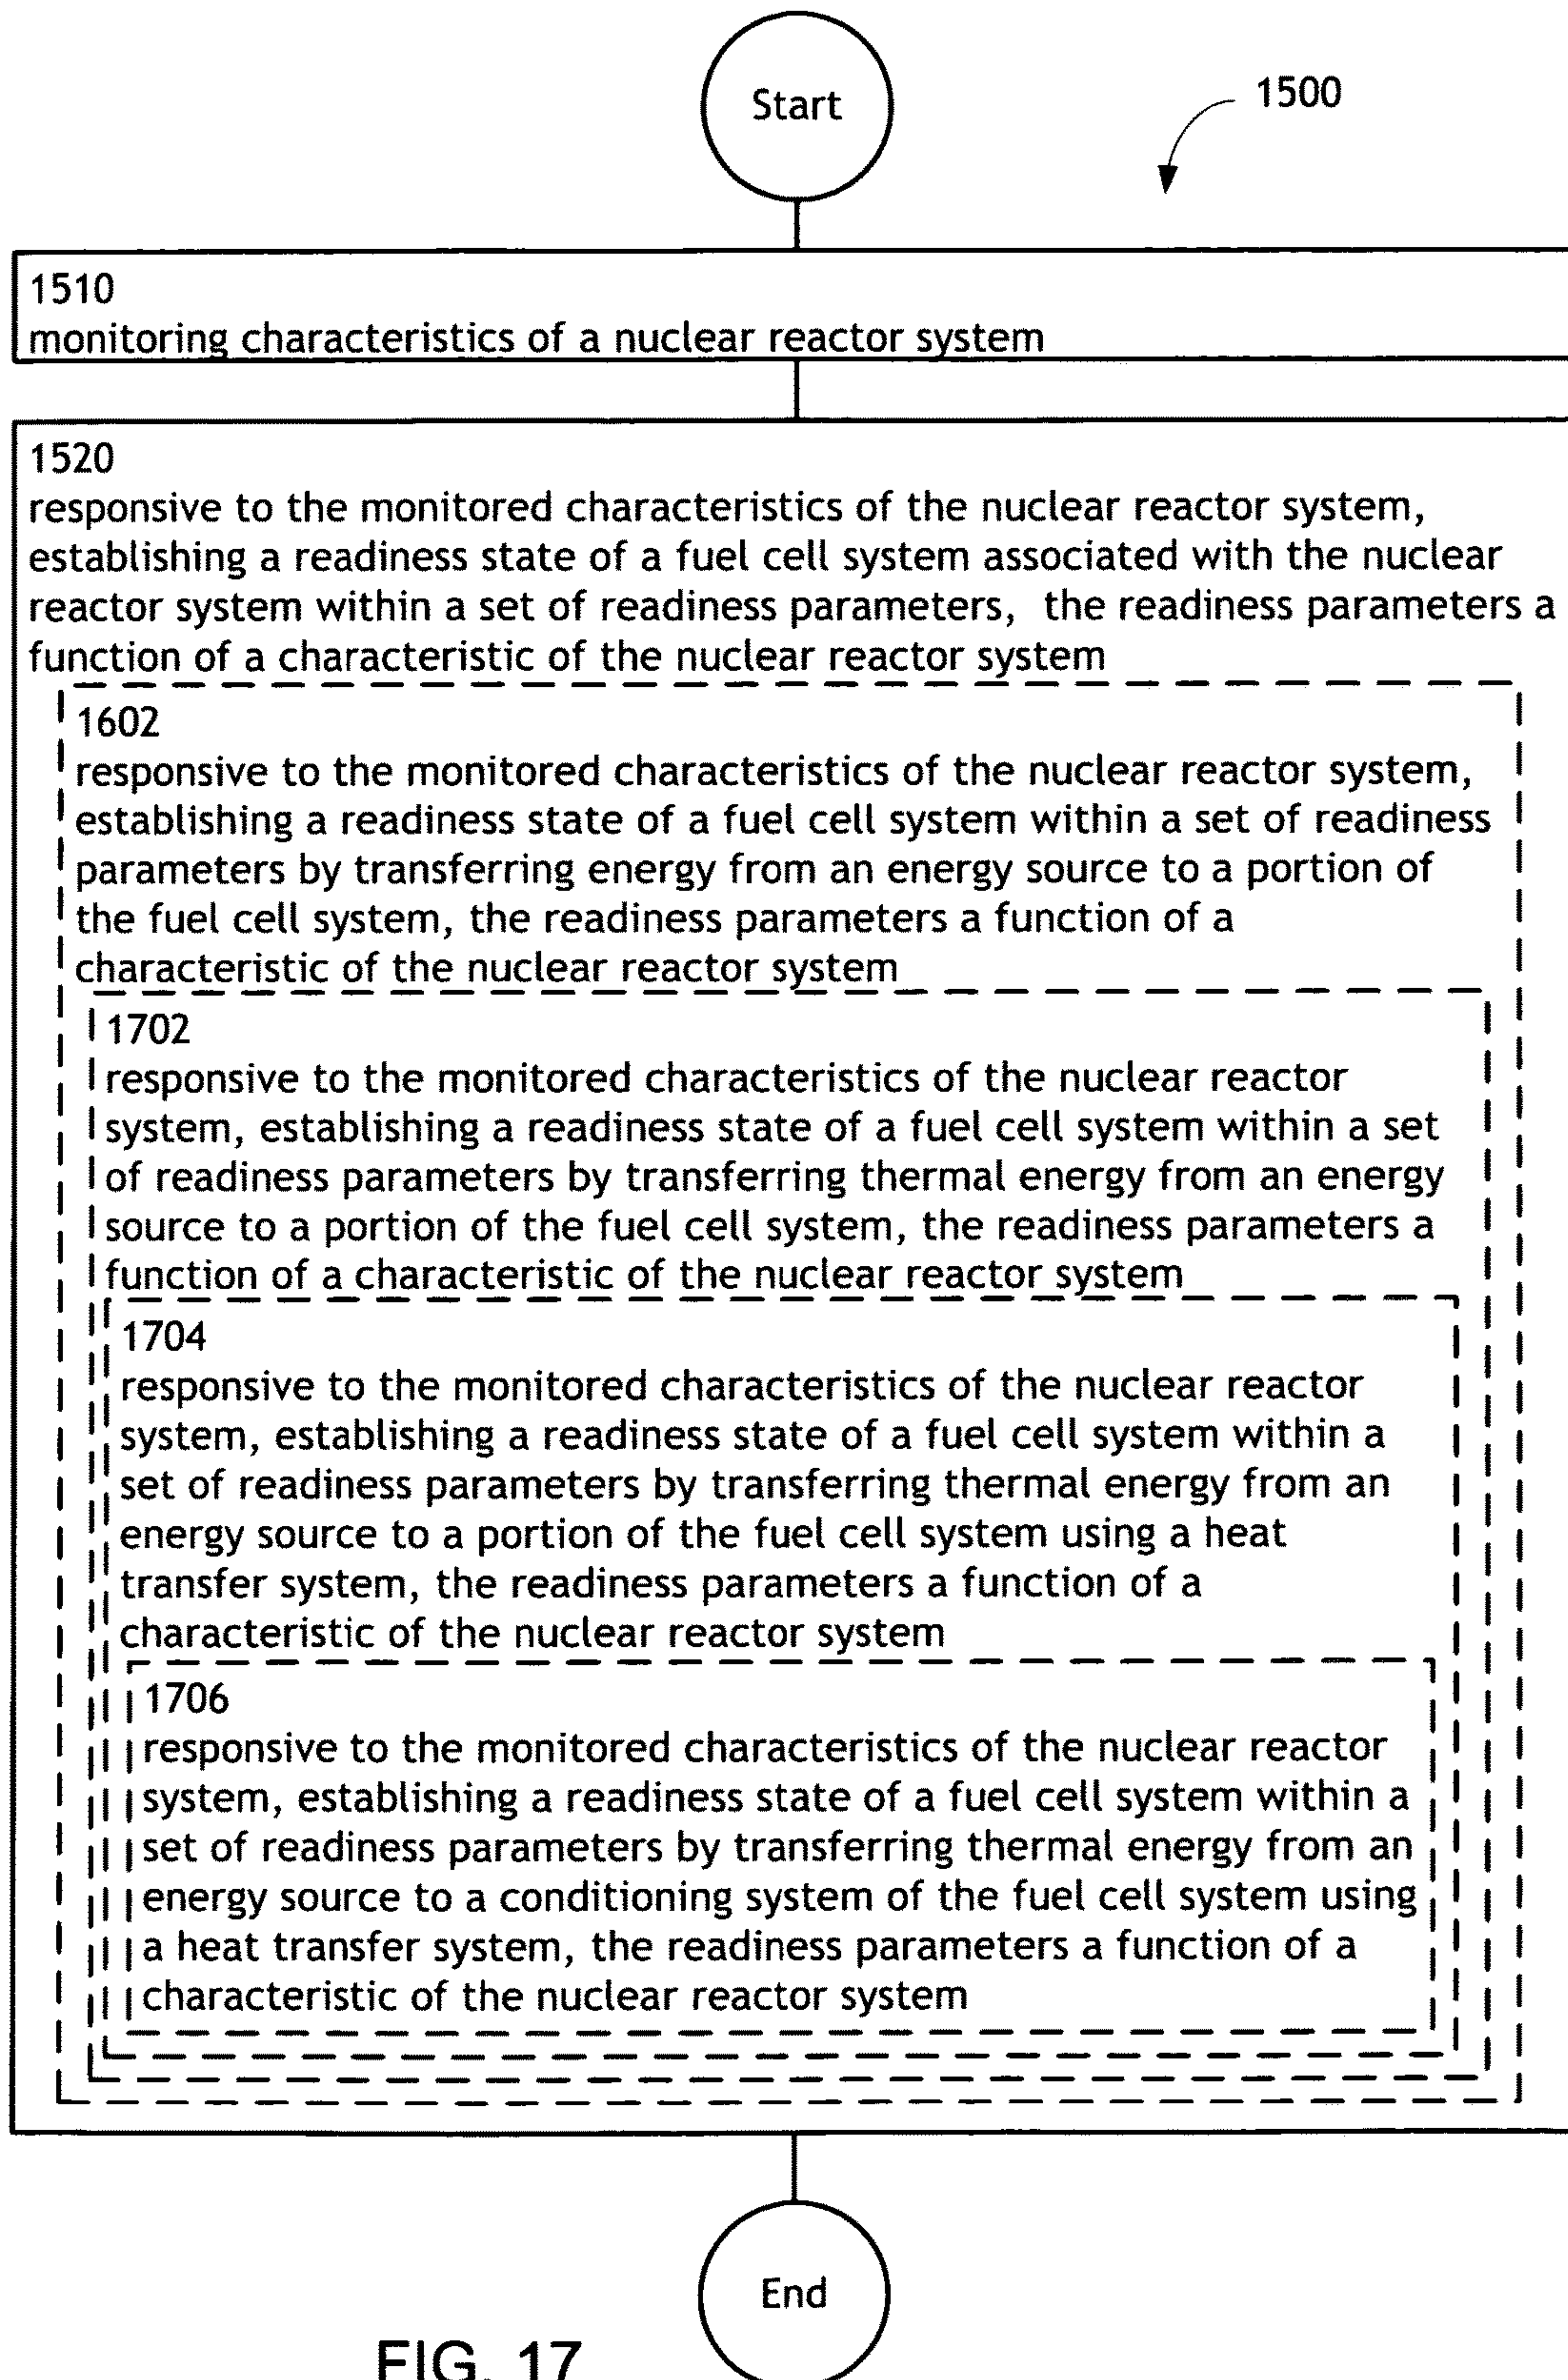 Start
1500
1510
monitoring characteristics of a nuclear reactor system
1520
responsive to the monitored characteristics of the nuclear reactor system,
establishing a readiness state of a fuel cell system associated with the nuclear
reactor system within a set of readiness parameters, the readiness parameters a
function of a characteristic of the nuclear reactor system
1602
responsive to the monitored characteristics of the nuclear reactor system,
establishing a readiness state of a fuel cell system within a set of readiness
parameters by transferring energy from an energy source to a portion of
the fuel cell system, the readiness parameters a function of a
characteristic of the nuclear reactor system
1702
responsive to the monitored characteristics of the nuclear reactor
system, establishing a readiness state of a fuel cell system within a set
of readiness parameters by transferring thermal energy from an energy
source to a portion of the fuel cell system, the readiness parameters a
function of a characteristic of the nuclear reactor system
1704
responsive to the monitored characteristics of the nuclear reactor
system, establishing a readiness state of a fuel cell system within a
set of readiness parameters by transferring thermal energy from an
energy source to a portion of the fuel cell system using a heat
transfer system, the readiness parameters a function of a
characteristic of the nuclear reactor system
1706
responsive to the monitored characteristics of the nuclear reactor
system, establishing a readiness state of a fuel cell system within a
set of readiness parameters by transferring thermal energy from an
energy source to a conditioning system of the fuel cell system using
a heat transfer system, the readiness parameters a function of a
characteristic of the nuclear reactor system
End
FIG. 17